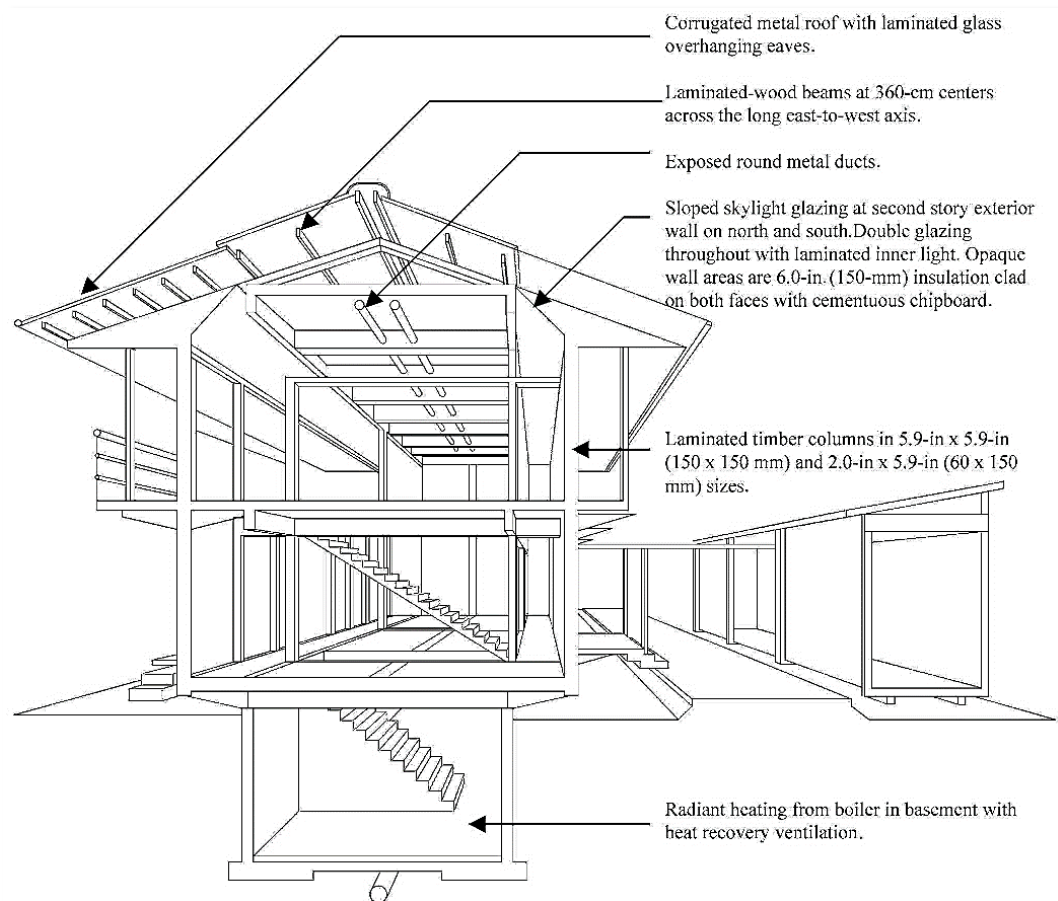 Corrugated metal roof with laminated glass
overhanging eaves.
Laminated-wood beams at 360-cm centers
across the long east-to-west axis.
Exposed round metal ducts.
Sloped skylight glazing at second story exterior
wall on north and south.Double glazing
throughout with laminated inner light. Opaque
wall areas are 6.0-in. (150-mm) insulation clad
on both faces with cementuous chipboard.
Laminated timber columns in 5.9-in x 5.9-in
(150 x 150 mm) and 2.0-in x 5.9-in (60 x 150
mm) sizes.
Radiant heating from boiler in basement with
heat recovery ventilation.